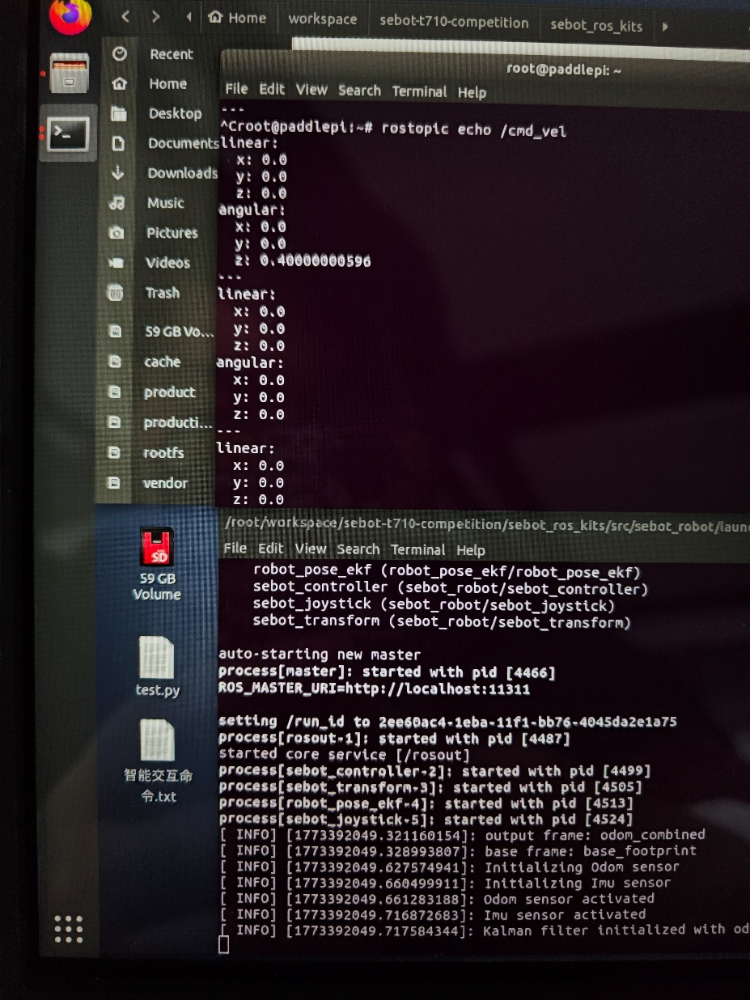 Home
workspace
sebot-t710-competition
sebot_ros_kits
Recent
Home
Desktop
Documents
Downloads
Music
Pictures
Videos
Trash
59 GB Vo...
cache
product
producti...
rootfs
vendor
SD
59 GB
Volume
test.py
智能交互命
令.txt
root@paddlepi: ~
File Edit View Search Terminal Help
---
^Croot@paddlepi:~# rostopic echo /cmd_vel
linear:
x: 0.0
y: 0.0
z: 0.0
angular:
x: 0.0
y: 0.0
z: 0.40000000596
---
linear:
x: 0.0
y: 0.0
z: 0.0
angular:
x: 0.0
y: 0.0
z: 0.0
---
linear:
x: 0.0
y: 0.0
z: 0.0
/root/workspace/sebot-t710-competition/sebot_ros_kits/src/sebot_robot/laun
File Edit View Search Terminal Help
robot_pose_ekf (robot_pose_ekf/robot_pose_ekf)
sebot_controller (sebot_robot/sebot_controller)
sebot_joystick (sebot_robot/sebot_joystick)
sebot_transform (sebot_robot/sebot_transform)
auto-starting new master
process[master]: started with pid [4466]
ROS_MASTER_URI=http://localhost:11311
setting /run_id to 2ee60ac4-1eba-11f1-bb76-4045da2e1a75
process[rosout-1]: started with pid [4487]
started core service [/rosout]
process[sebot_controller-2]: started with pid [4499]
process[sebot_transform-3]: started with pid [4505]
process[robot_pose_ekf-4]: started with pid [4513]
process[sebot_joystick-5]: started with pid [4524]
[ INFO] [1773392049.321160154]: output frame: odom_combined
[ INFO] [1773392049.328993807]: base frame: base_footprint
[ INFO] [1773392049.627574941]: Initializing Odom sensor
[ INFO] [1773392049.660499911]: Initializing Imu sensor
[ INFO] [1773392049.661283188]: Odom sensor activated
[ INFO] [1773392049.716872683]: Imu sensor activated
[ INFO] [1773392049.717584344]: Kalman filter initialized with od